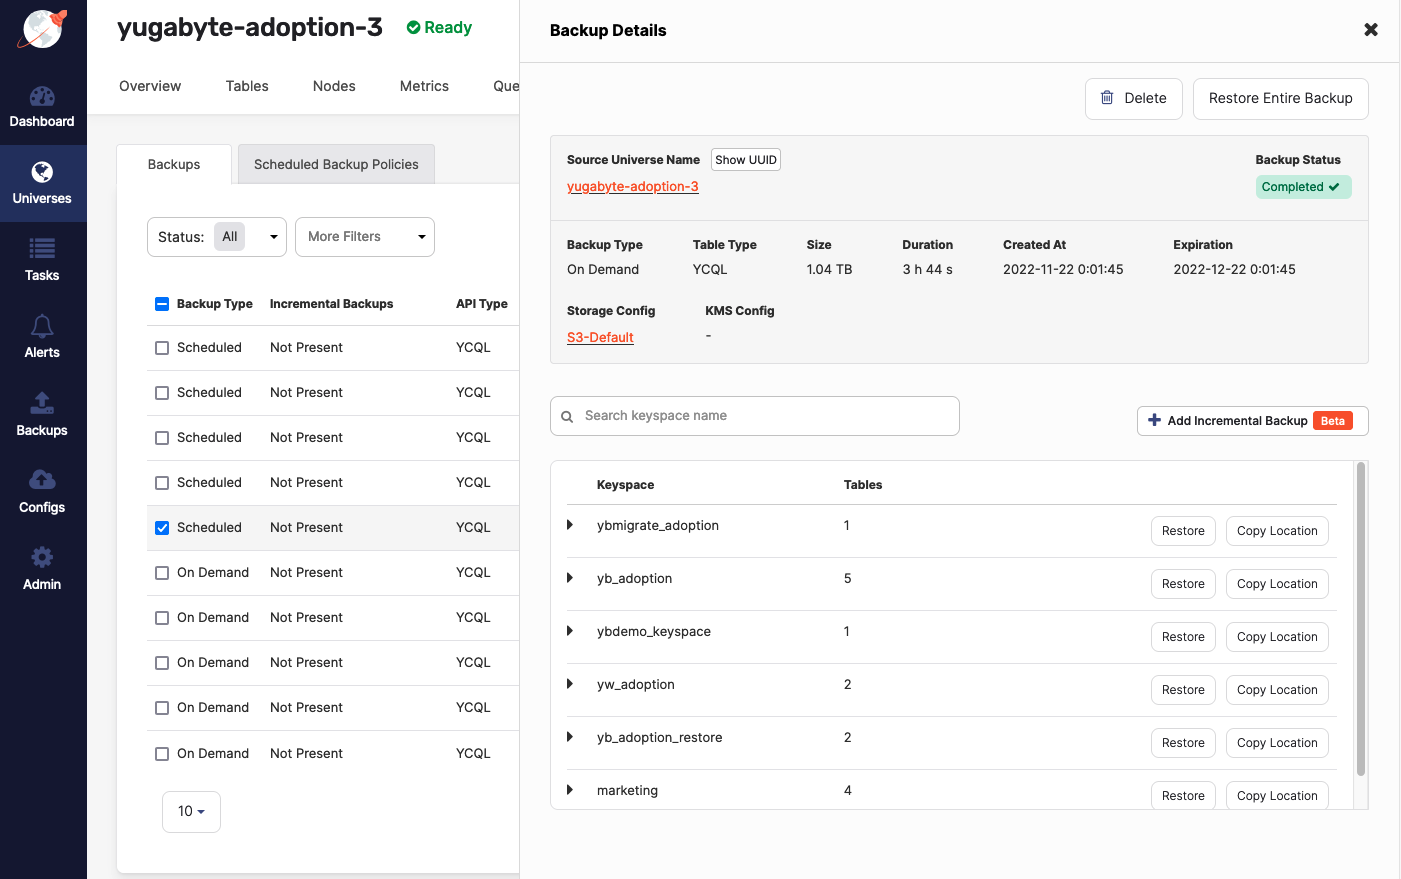 yugabyte-adoption-3 Ready
Overview Tables Nodes Metrics Que
Dashboard
Universes
Tasks
Alerts
Backups
Configs
Admin
Backups Scheduled Backup Policies
Status: All More Filters
Backup Type Incremental Backups API Type
Scheduled Not Present YCQL
Scheduled Not Present YCQL
Scheduled Not Present YCQL
Scheduled Not Present YCQL
Scheduled Not Present YCQL
On Demand Not Present YCQL
On Demand Not Present YCQL
On Demand Not Present YCQL
On Demand Not Present YCQL
On Demand Not Present YCQL
10
Backup Details
Delete Restore Entire Backup
Source Universe Name Show UUID Backup Status
yugabyte-adoption-3 Completed
Backup Type Table Type Size Duration Created At Expiration
On Demand YCQL 1.04 TB 3 h 44 s 2022-11-22 0:01:45 2022-12-22 0:01:45
Storage Config KMS Config
S3-Default -
Search keyspace name Add Incremental Backup Beta
Keyspace Tables
ybmigrate_adoption 1 Restore Copy Location
yb_adoption 5 Restore Copy Location
ybdemo_keyspace 1 Restore Copy Location
yw_adoption 2 Restore Copy Location
yb_adoption_restore 2 Restore Copy Location
marketing 4 Restore Copy Location